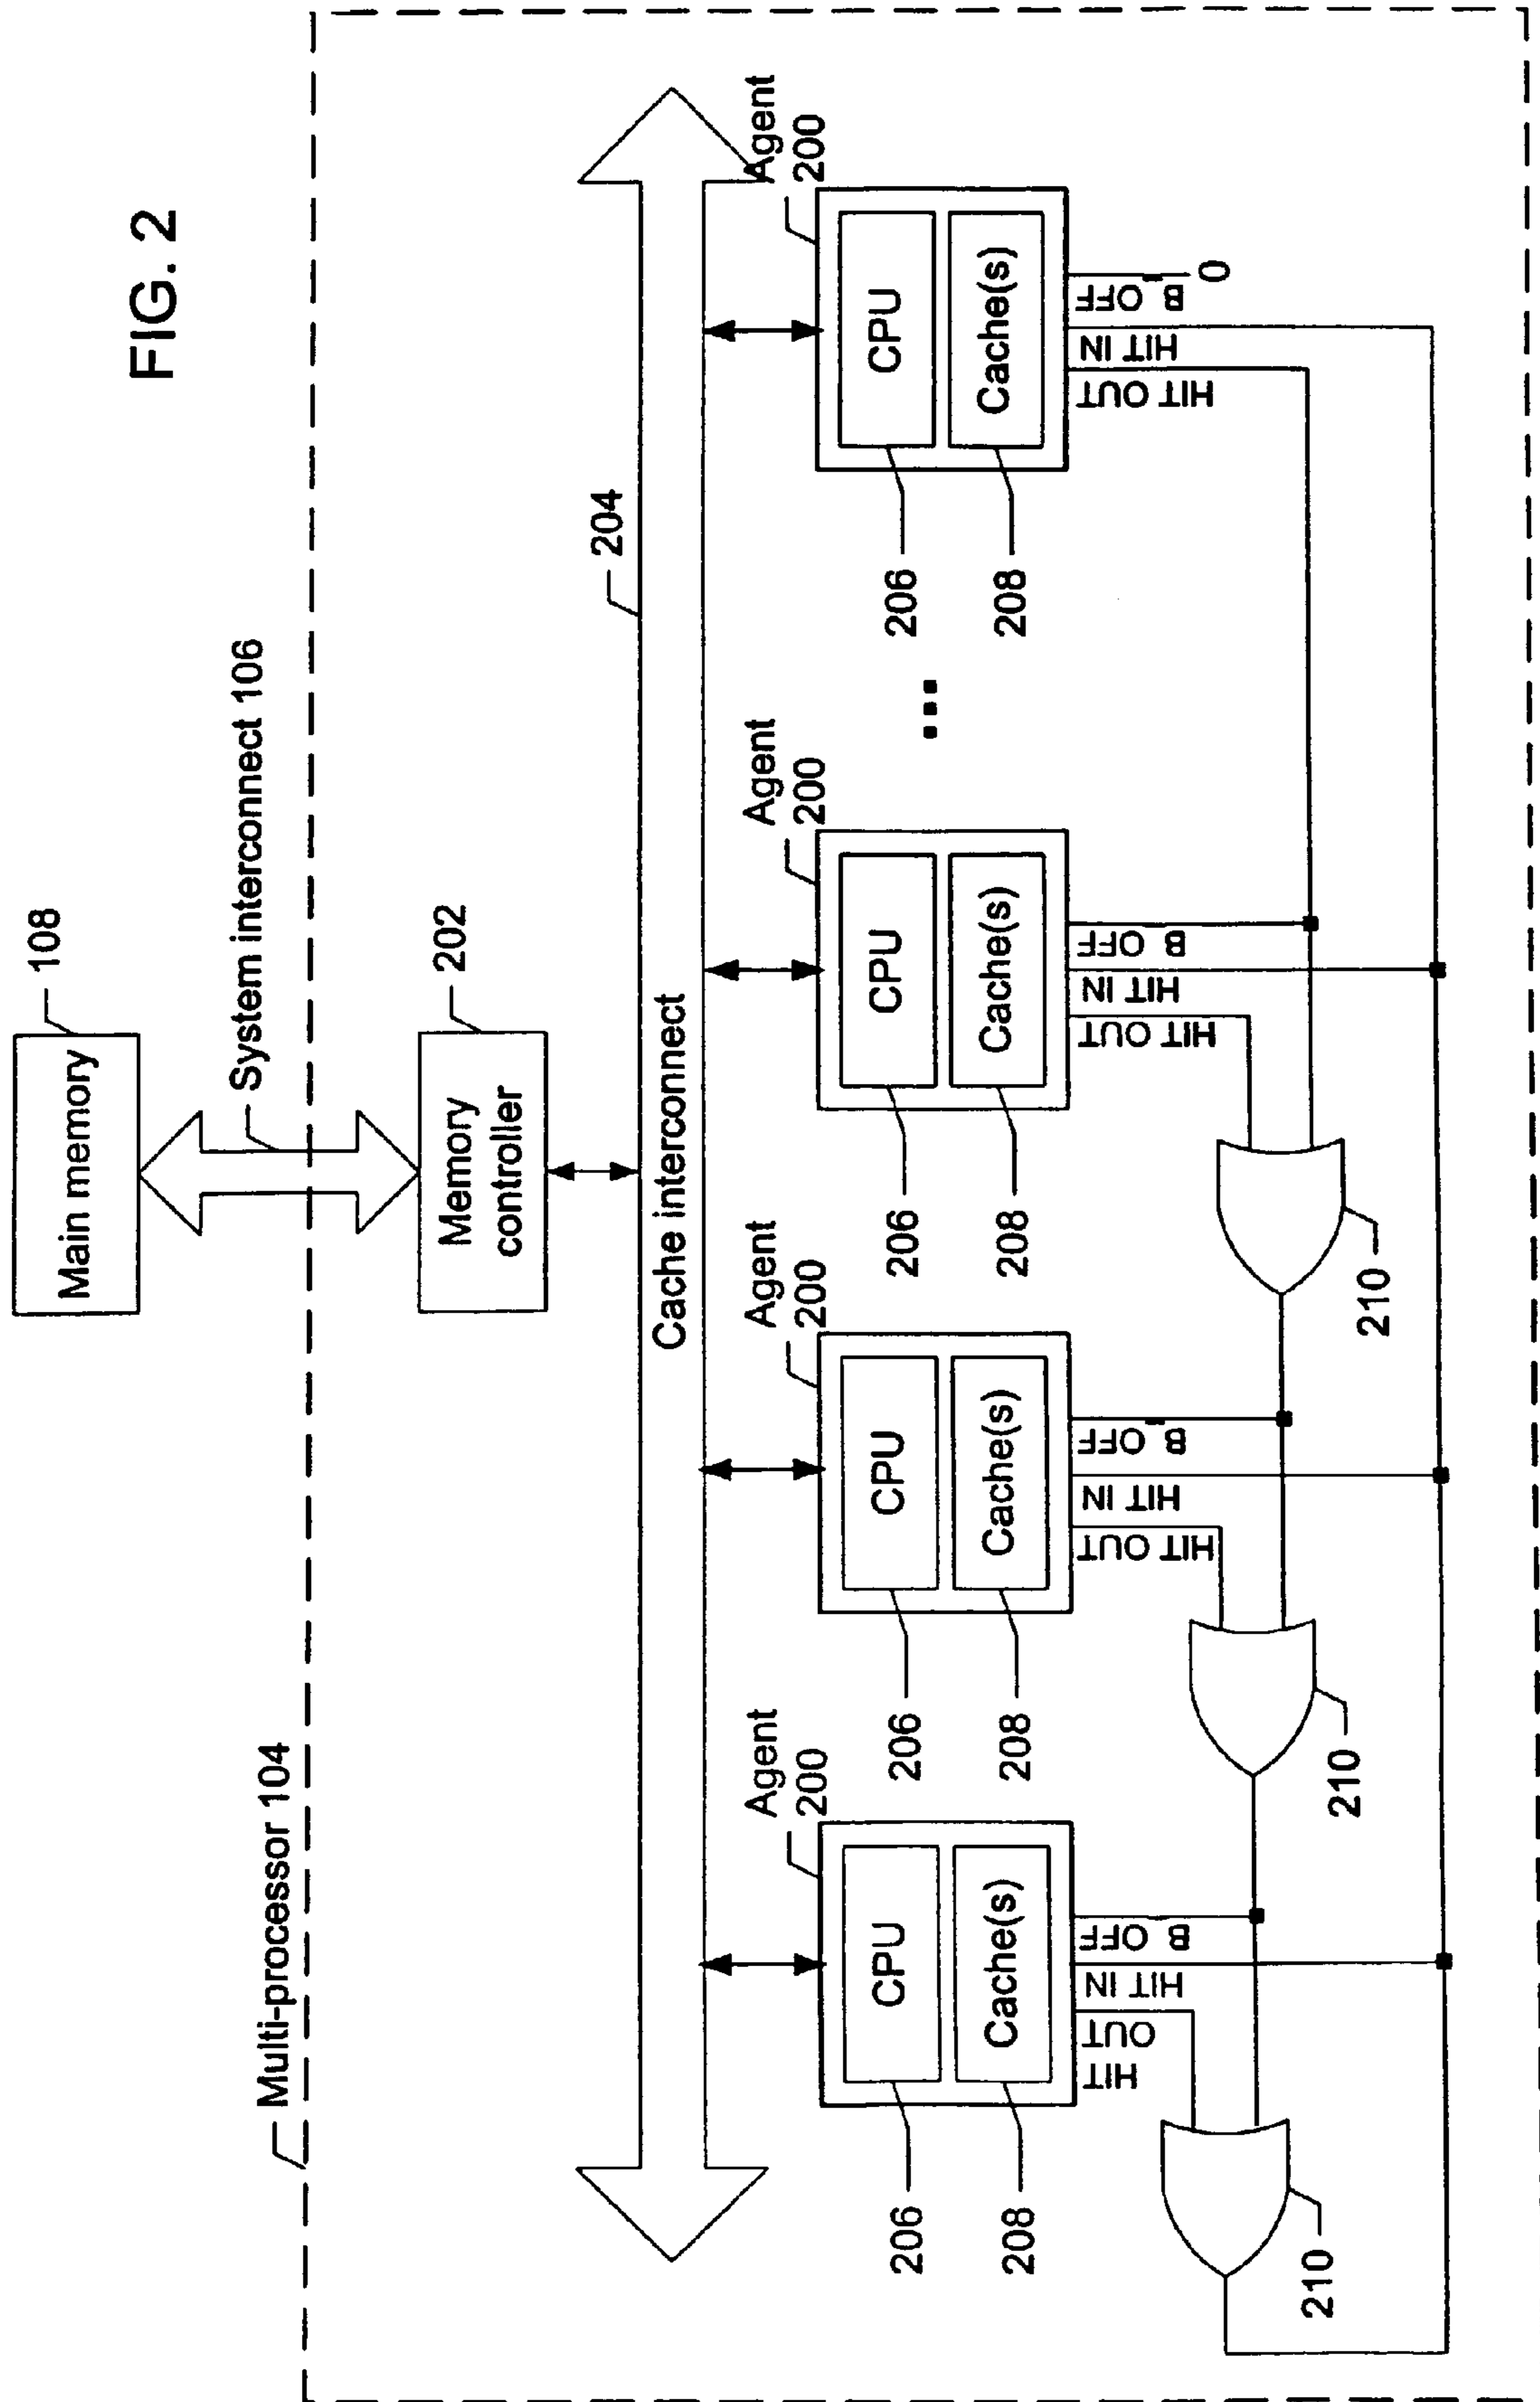 FIG. 2
Main memory
108
System interconnect 106
Multi-processor 104
Memory
controller
202
204
Cache interconnect
Agent
200
CPU
Cache(s)
206
208
HIT
OUT
HIT IN
B_OFF
210
Agent
200
CPU
Cache(s)
206
208
HIT OUT
HIT IN
B_OFF
210
Agent
200
CPU
Cache(s)
206
208
HIT OUT
HIT IN
B_OFF
210
...
Agent
200
CPU
Cache(s)
206
208
HIT OUT
HIT IN
B_OFF
0